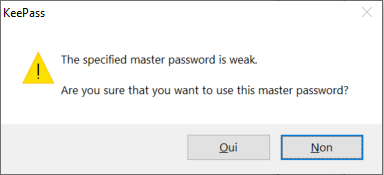 KeePass
The specified master password is weak.
Are you sure that you want to use this master password?
Qui
Non